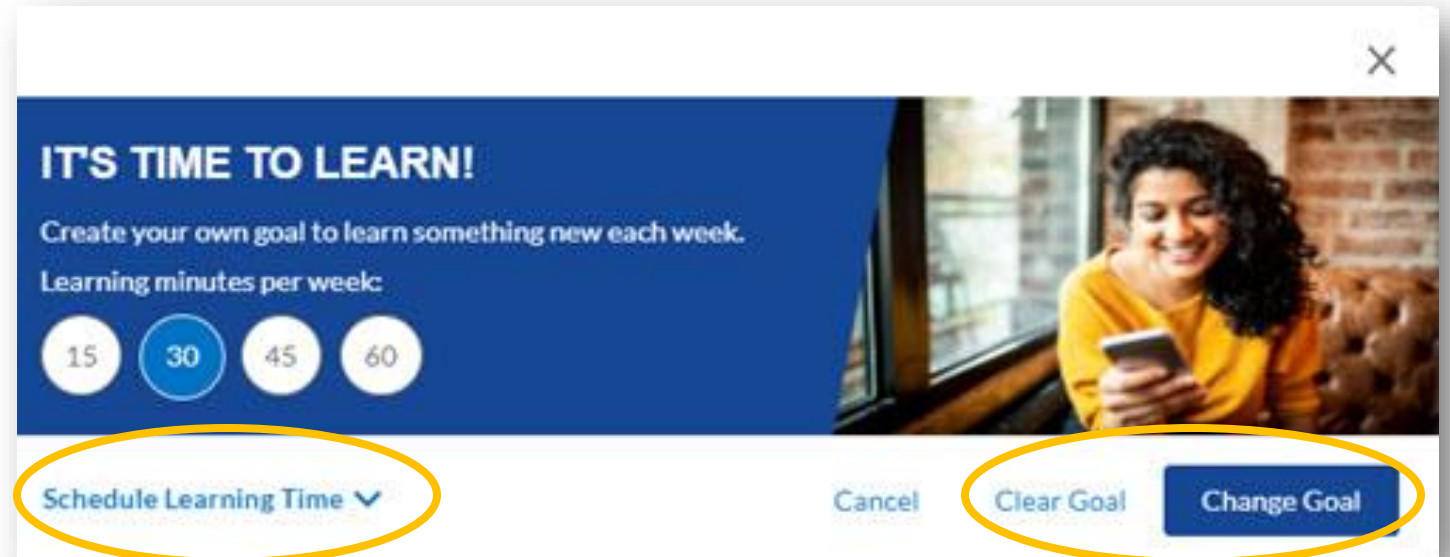 IT'S TIME TO LEARN!
Create your own goal to learn something new each week.
Learning minutes per week:
15 30 45 60
Schedule Learning Time Cancel Clear Goal Change Goal